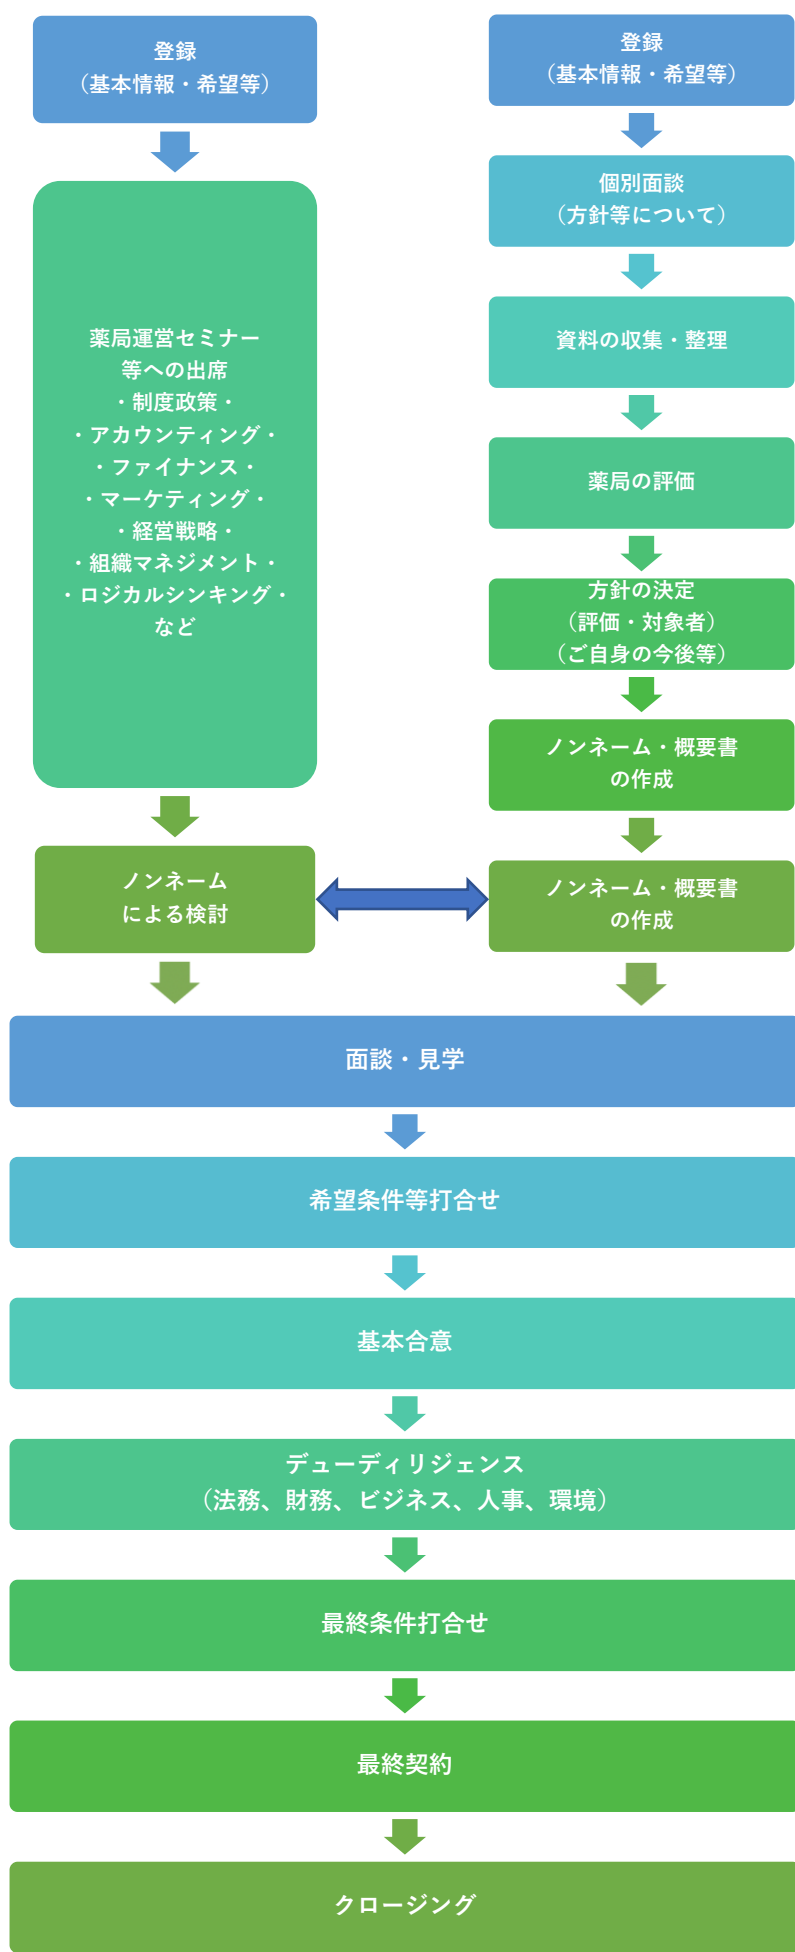 登録
（基本情報・希望等）
薬局運営セミナー
等への出席
・制度政策・
・アカウンティング・
・ファイナンス・
・マーケティング・
・経営戦略・
・組織マネジメント・
・ロジカルシンキング・
など
ノンネーム
による検討
登録
（基本情報・希望等）
個別面談
（方針等について）
資料の収集・整理
薬局の評価
方針の決定
（評価・対象者）
（ご自身の今後等）
ノンネーム・概要書
の作成
ノンネーム・概要書
の作成
面談・見学
希望条件等打合せ
基本合意
デューディリジェンス
（法務、財務、ビジネス、人事、環境）
最終条件打合せ
最終契約
クロージング